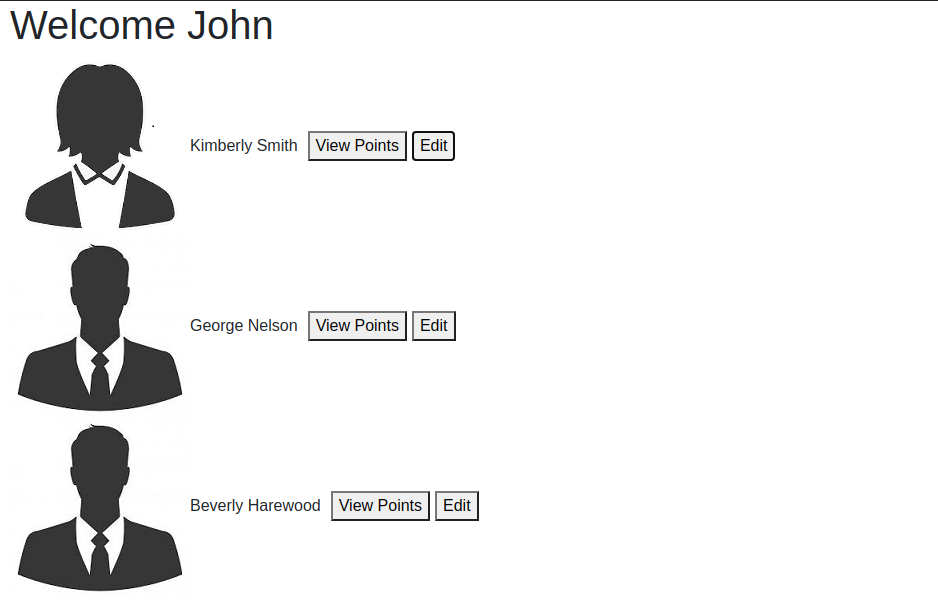 Welcome John
Kimberly Smith View Points Edit
George Nelson View Points Edit
Beverly Harewood View Points Edit